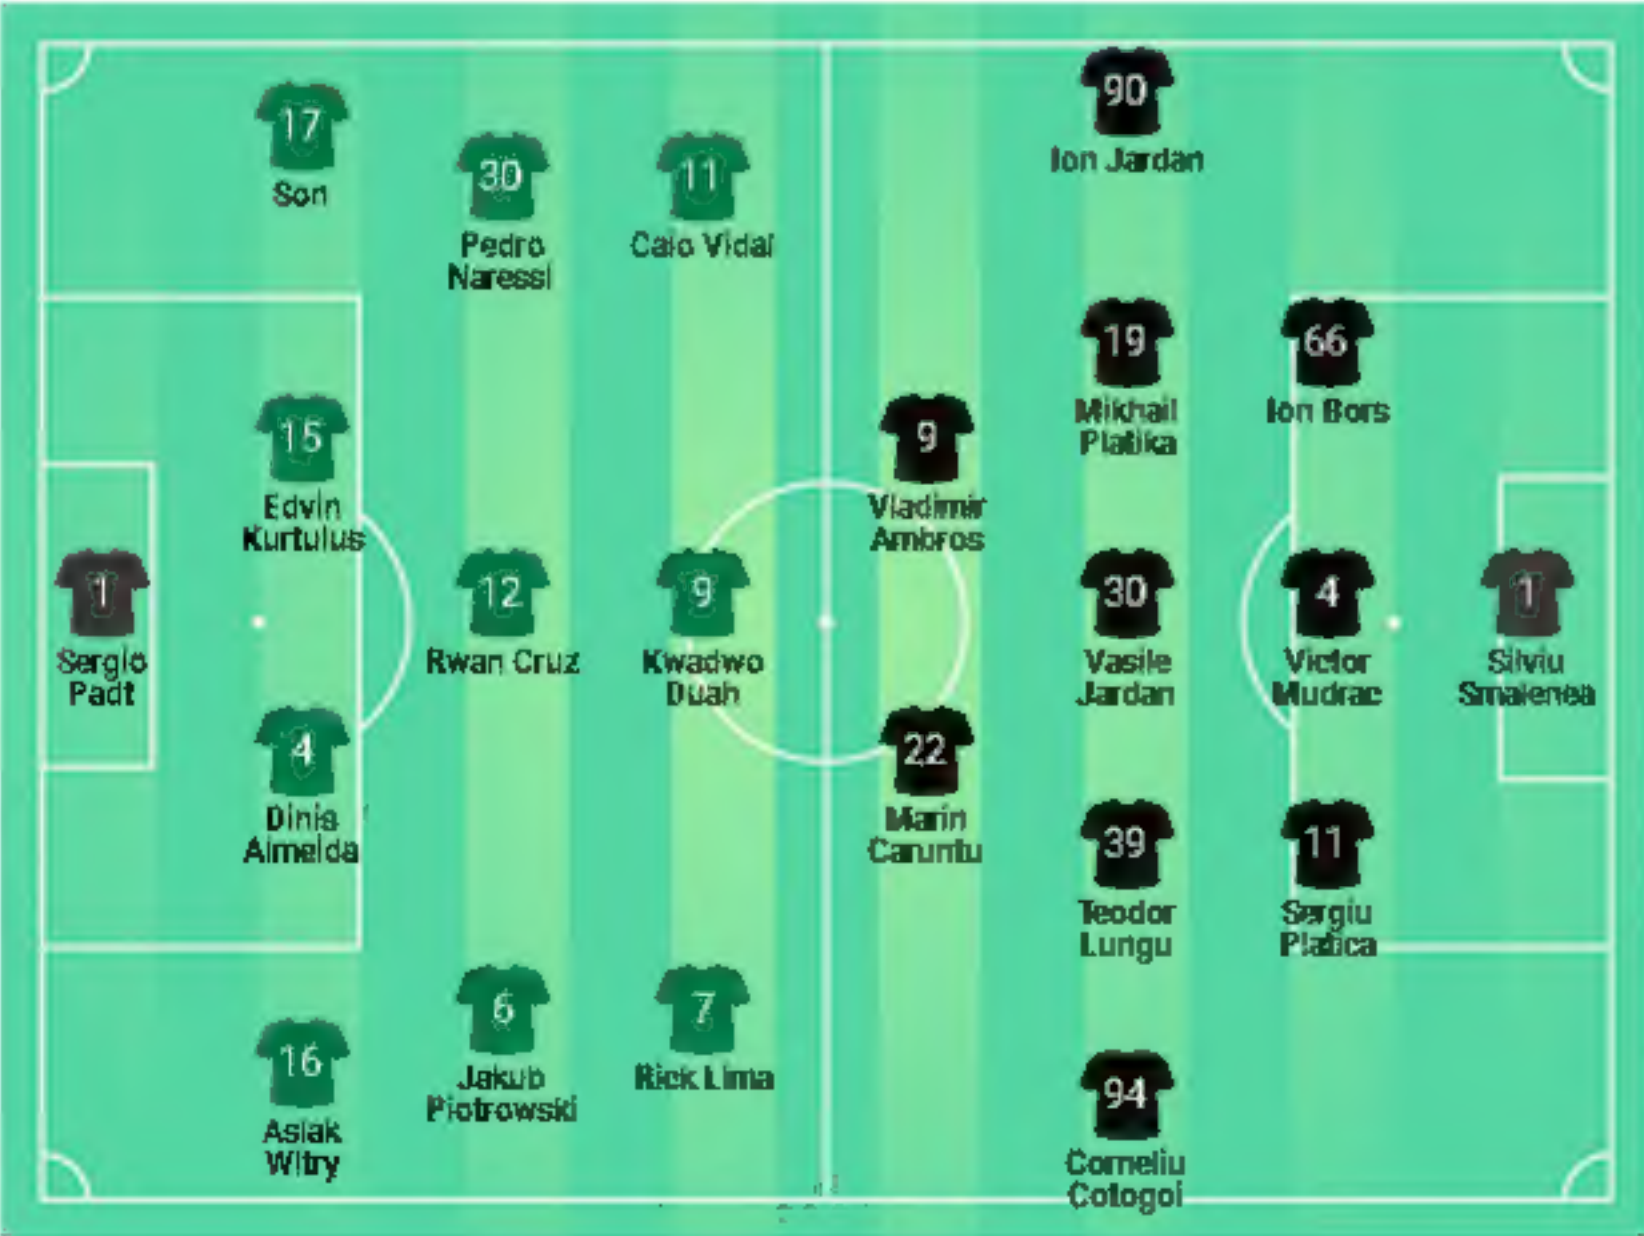 17
Son
30
Pedro
Naressi
11
Caio Vidal
90
Ion Jardan
15
Edvin
Kurtulus
9
Vladimir
Ambros
19
Mikhail
Platika
66
Ion Bors
1
Sergio
Padt
12
Rwan Cruz
9
Kwadwo
Duah
30
Vasile
Jardan
4
Victor
Mudrac
1
Silviu
Smalenea
4
Dinis
Almeida
22
Marin
Caruntu
39
Teodor
Lungu
11
Sergiu
Platica
16
Aslak
Witry
6
Jakub
Piotrowski
7
Rick Lima
94
Corneliu
Cotogoi